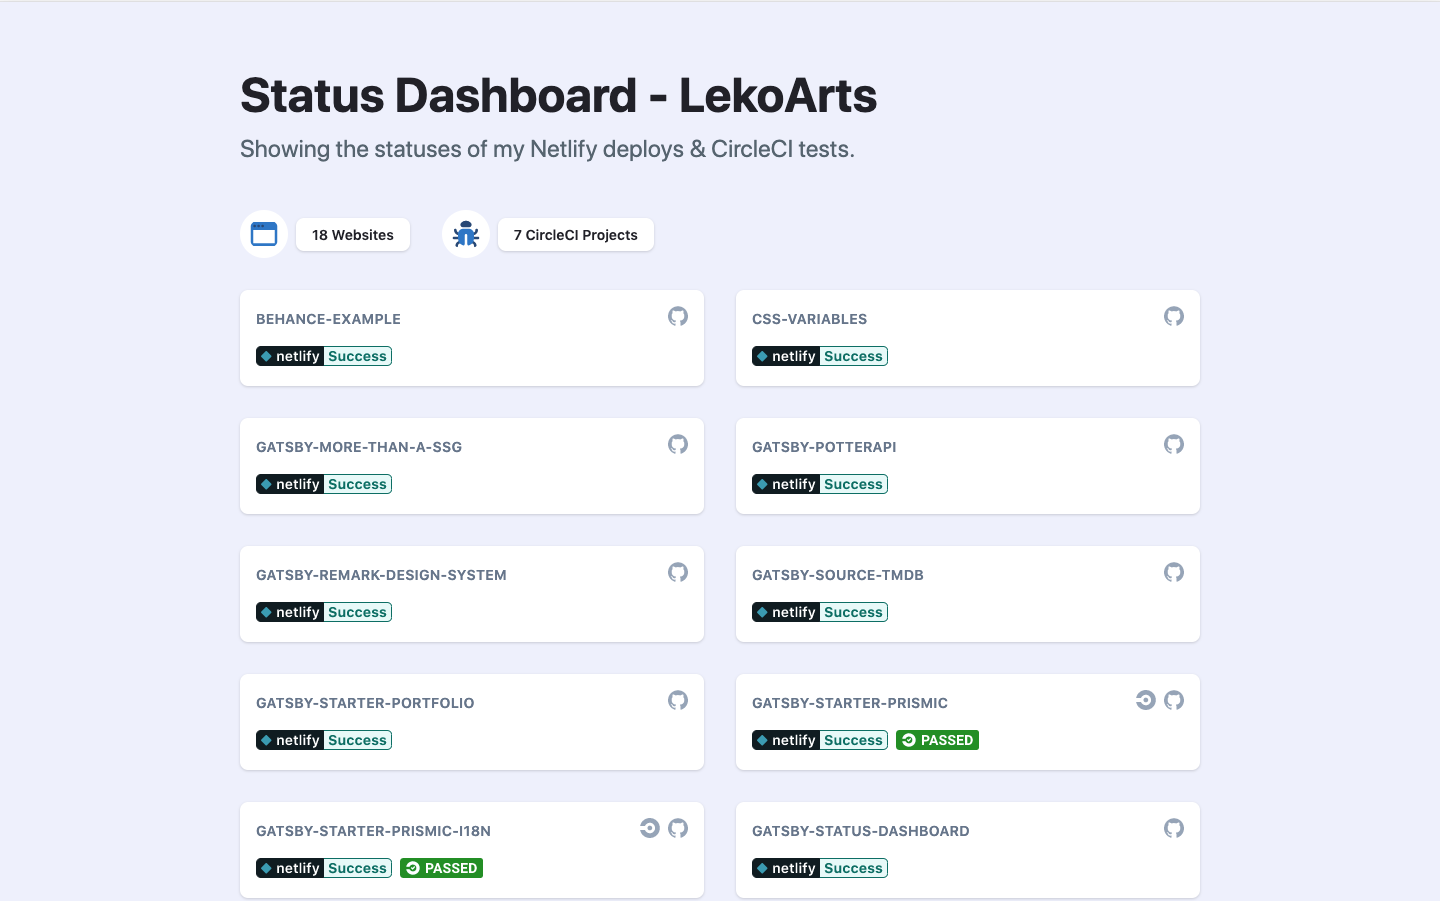 Status Dashboard - LekoArts
Showing the statuses of my Netlify deploys & CircleCI tests.
18 Websites
7 CircleCI Projects
BEHANCE-EXAMPLE
netlify Success
CSS-VARIABLES
netlify Success
GATSBY-MORE-THAN-A-SSG
netlify Success
GATSBY-POTTERAPI
netlify Success
GATSBY-REMARK-DESIGN-SYSTEM
netlify Success
GATSBY-SOURCE-TMDB
netlify Success
GATSBY-STARTER-PORTFOLIO
netlify Success
GATSBY-STARTER-PRISMIC
netlify Success PASSED
GATSBY-STARTER-PRISMIC-I18N
netlify Success PASSED
GATSBY-STATUS-DASHBOARD
netlify Success